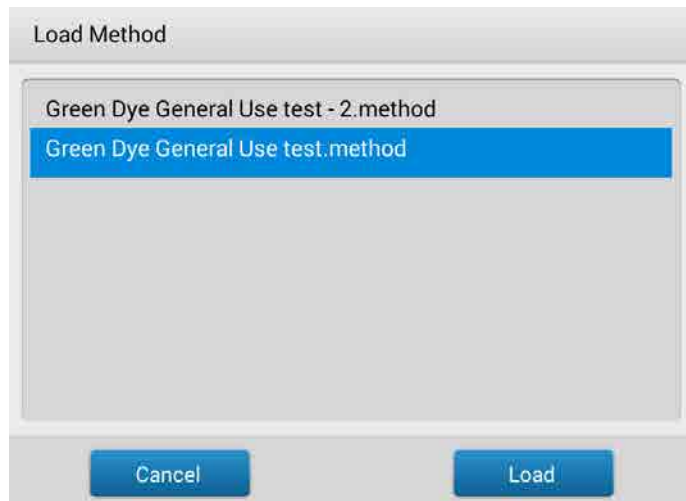 Load Method
Green Dye General Use test - 2.method
Green Dye General Use test.method
Cancel
Load